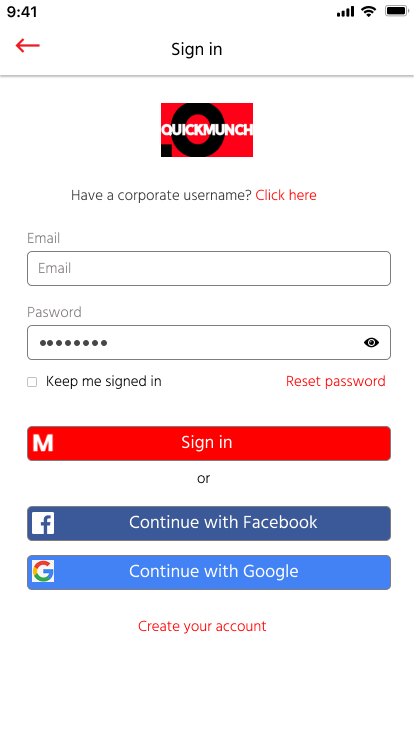 9:41
Sign in
QUICKMUNCH
Have a corporate username? Click here
Email
Email
Pasword
Keep me signed in
Reset password
M
Sign in
or
Continue with Facebook
Continue with Google
Create your account